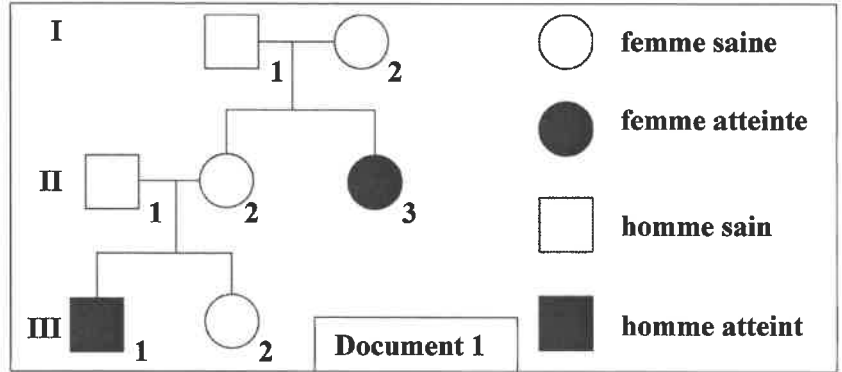 I
1
2
femme saine
femme atteinte
II
1
2
3
homme sain
III
1
2
Document 1
homme atteint